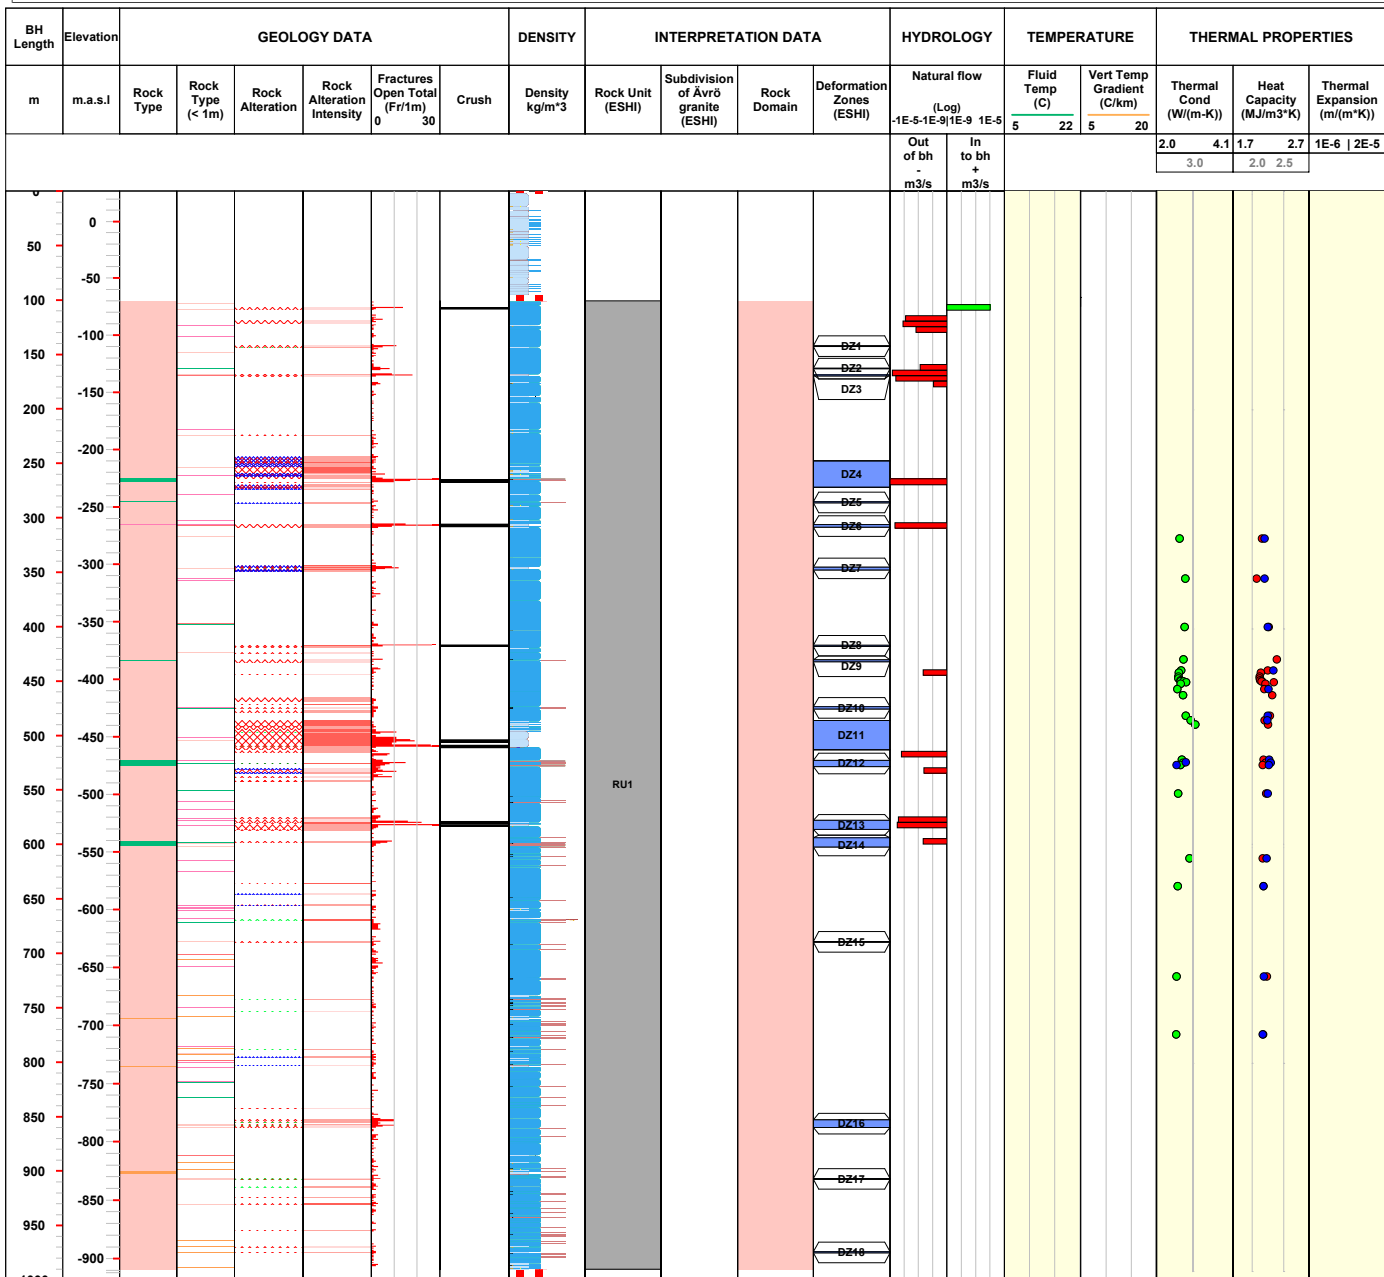 BH Length Elevation GEOLOGY DATA DENSITY INTERPRETATION DATA HYDROLOGY TEMPERATURE THERMAL PROPERTIES
m m.a.s.l Rock Type Rock Type (< 1m) Rock Alteration Rock Alteration Intensity Fractures Open Total (Fr/1m) 0 30 Crush Density kg/m*3 Rock Unit (ESHI) Subdivision of Ävrö granite (ESHI) Rock Domain Deformation Zones (ESHI) Natural flow (Log) -1E-5-1E-9|1E-9 1E-5 Fluid Temp (C) 5 22 Vert Temp Gradient (C/km) 5 20 Thermal Cond (W/(m-K)) Heat Capacity (MJ/m3*K) Thermal Expansion (m/(m*K))
Out of bh - m3/s In to bh + m3/s 2.0 4.1 1.7 2.7 1E-6 | 2E-5
3.0 2.0 2.5
0
50
-50
100
-100
DZ1
150
DZ2
-150
DZ3
200
-200
250
DZ4
-250
DZ5
300
DZ6
-300
DZ7
350
-350
400
DZ8
-400
DZ9
450
DZ10
-450
500
DZ11
DZ12
550
-500
RU1
DZ13
600
DZ14
-550
650
-600
DZ15
700
-650
750
-700
800
-750
850
DZ16
-800
900
DZ17
-850
950
DZ18
-900